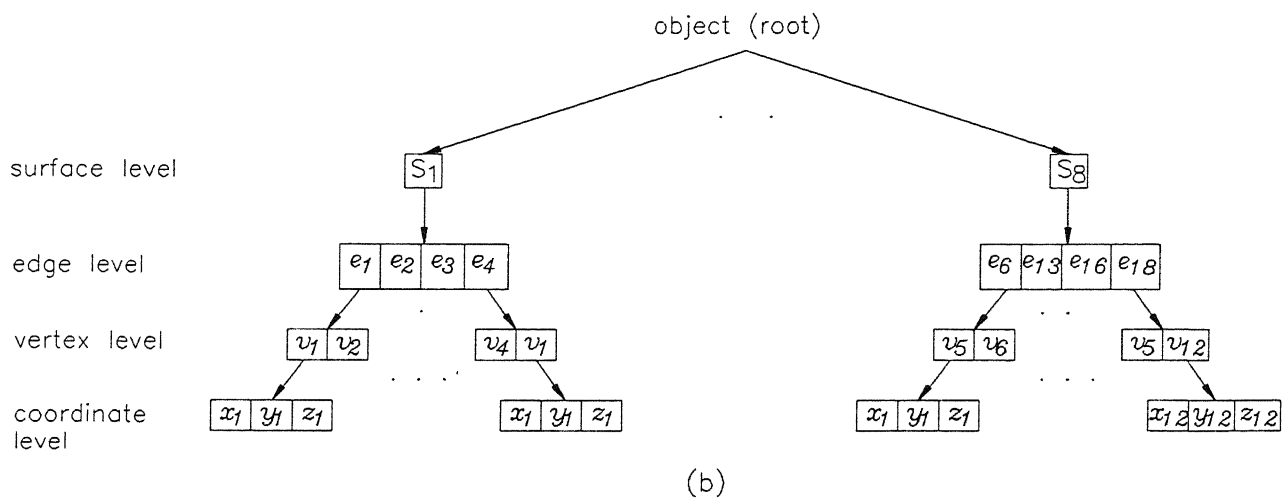 object (root)
surface level S1 S8
edge level e1 e2 e3 e4 e6 e13 e16 e18
vertex level v1 v2 v4 v1 v5 v6 v5 v12
coordinate level x1 y1 z1 x1 y1 z1 x1 y1 z1 x12 y12 z12
(b)